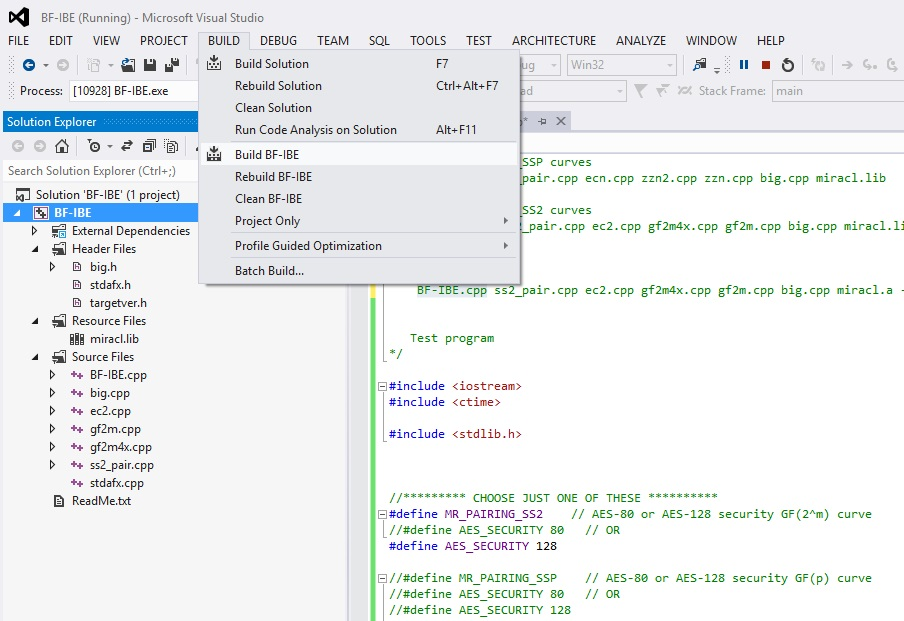 BF-IBE (Running) - Microsoft Visual Studio
FILE EDIT VIEW PROJECT BUILD DEBUG TEAM SQL TOOLS TEST ARCHITECTURE ANALYZE WINDOW HELP
Win32
Process: [10928] BF-IBE.exe
Stack Frame: main
Build Solution F7
Rebuild Solution Ctrl+Alt+F7
Clean Solution
Run Code Analysis on Solution Alt+F11
Build BF-IBE
Rebuild BF-IBE
Clean BF-IBE
Project Only
Profile Guided Optimization
Batch Build...
Solution Explorer
Search Solution Explorer (Ctrl+;)
Solution 'BF-IBE' (1 project)
BF-IBE
External Dependencies
Header Files
big.h
stdafx.h
targetver.h
Resource Files
miracl.lib
Source Files
BF-IBE.cpp
big.cpp
ec2.cpp
gf2m.cpp
gf2m4x.cpp
ss2_pair.cpp
stdafx.cpp
ReadMe.txt
SSP curves
pair.cpp ecn.cpp zzn2.cpp zzn.cpp big.cpp miracl.lib
SS2 curves
pair.cpp ec2.cpp gf2m4x.cpp gf2m.cpp big.cpp miracl.li
BF-IBE.cpp ss2_pair.cpp ec2.cpp gf2m4x.cpp gf2m.cpp big.cpp miracl.a -
Test program
*/
#include <iostream>
#include <ctime>
#include <stdlib.h>
//********* CHOOSE JUST ONE OF THESE **********
#define MR_PAIRING_SS2 // AES-80 or AES-128 security GF(2^m) curve
//#define AES_SECURITY 80 // OR
#define AES_SECURITY 128
//#define MR_PAIRING_SSP // AES-80 or AES-128 security GF(p) curve
//#define AES_SECURITY 80 // OR
//#define AES_SECURITY 128